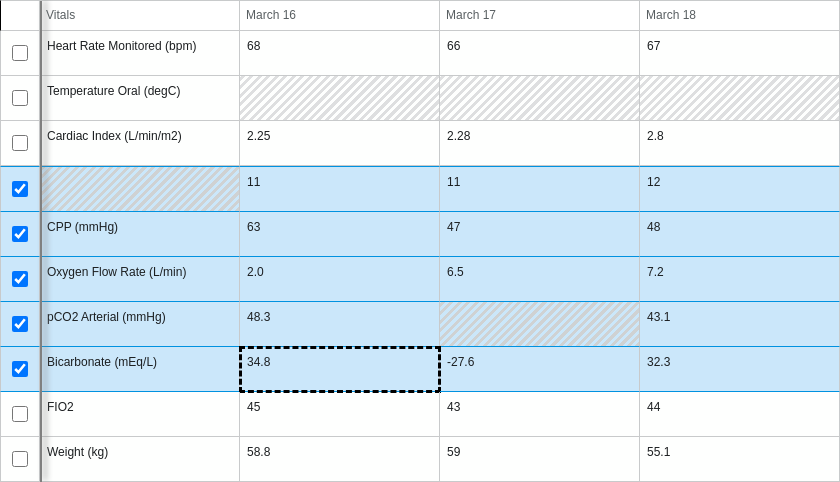 Vitals March 16 March 17 March 18
Heart Rate Monitored (bpm) 68 66 67
Temperature Oral (degC)
Cardiac Index (L/min/m2) 2.25 2.28 2.8
11 11 12
CPP (mmHg) 63 47 48
Oxygen Flow Rate (L/min) 2.0 6.5 7.2
pCO2 Arterial (mmHg) 48.3 43.1
Bicarbonate (mEq/L) 34.8 -27.6 32.3
FIO2 45 43 44
Weight (kg) 58.8 59 55.1